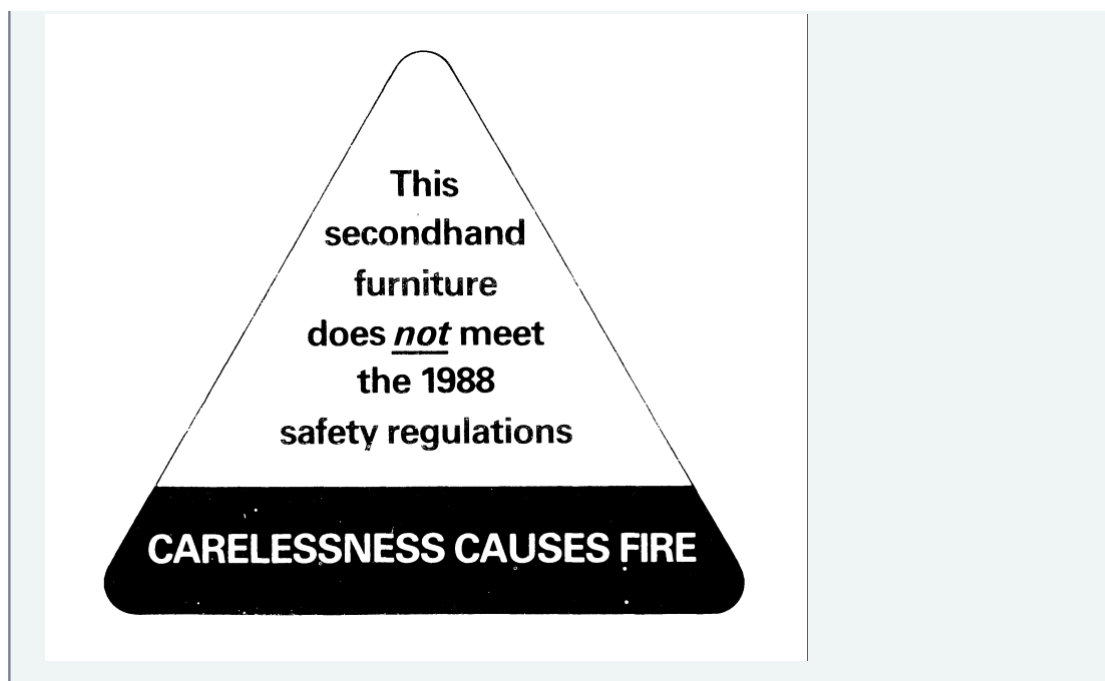 This
secondhand
furniture
does not meet
the 1988
safety regulations
CARELESSNESS CAUSES FIRE